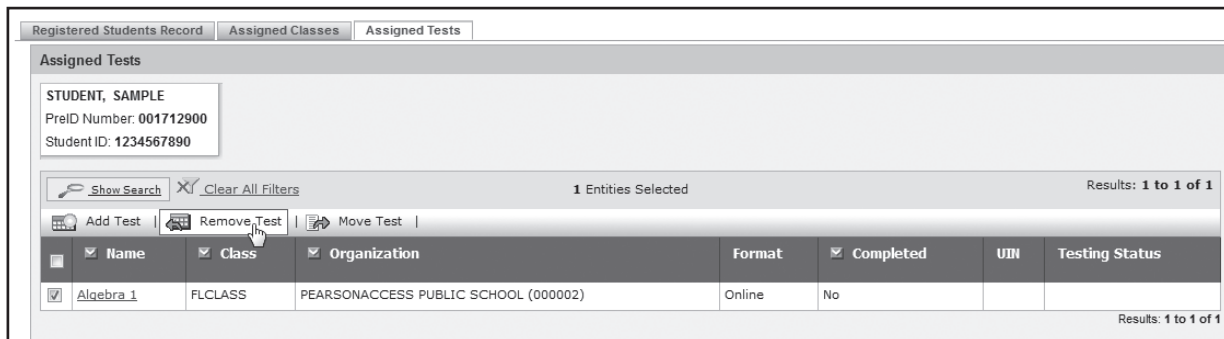 Registered Students Record Assigned Classes Assigned Tests
Assigned Tests
STUDENT, SAMPLE
PreID Number: 001712900
Student ID: 1234567890
Show Search Clear All Filters 1 Entities Selected Results: 1 to 1 of 1
Add Test | Remove Test | Move Test |
Name Class Organization Format Completed UIN Testing Status
Algebra 1 FLCLASS PEARSONACCESS PUBLIC SCHOOL (000002) Online No
Results: 1 to 1 of 1